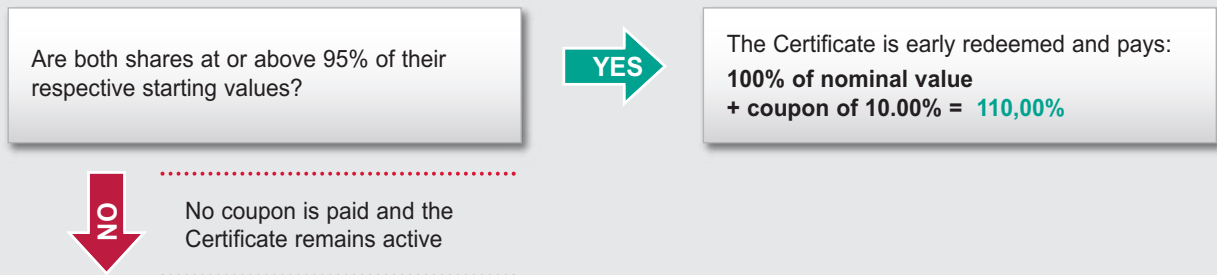 Are both shares at or above 95% of their
respective starting values?
YES
The Certificate is early redeemed and pays:
100% of nominal value
+ coupon of 10.00% = 110,00%
NO
No coupon is paid and the
Certificate remains active